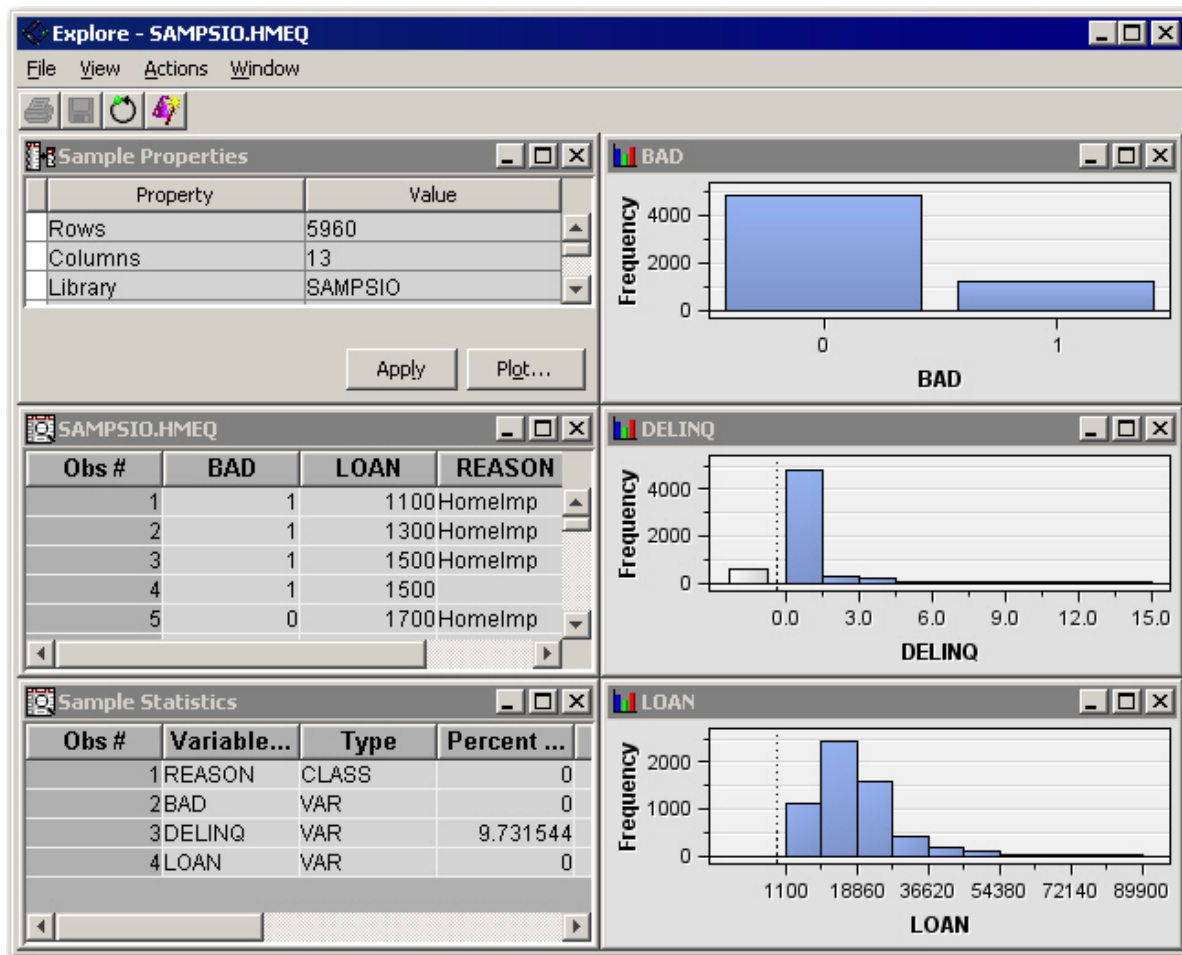 Explore - SAMPSIO.HMEQ
File View Actions Window
Sample Properties
Property Value
Rows 5960
Columns 13
Library SAMPSIO
Apply Plot...
BAD
Frequency
4000
2000
0
0 1
BAD
SAMPSIO.HMEQ
Obs # BAD LOAN REASON
1 1 1100 HomeImp
2 1 1300 HomeImp
3 1 1500 HomeImp
4 1 1500
5 0 1700 HomeImp
DELINQ
Frequency
4000
2000
0
0.0 3.0 6.0 9.0 12.0 15.0
DELINQ
Sample Statistics
Obs # Variable... Type Percent ...
1 REASON CLASS 0
2 BAD VAR 0
3 DELINQ VAR 9.731544
4 LOAN VAR 0
LOAN
Frequency
2000
1000
0
1100 18860 36620 54380 72140 89900
LOAN